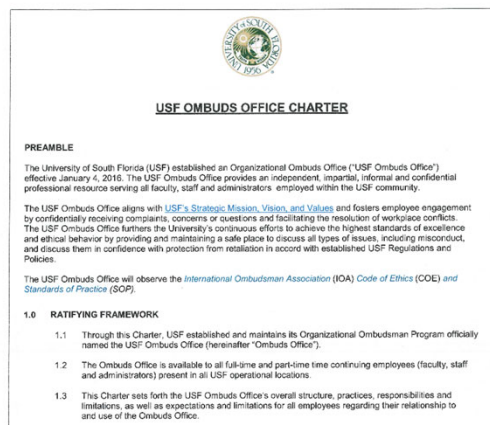 UNIVERSITY OF SOUTH FLORIDA
1956
USF OMBUDS OFFICE CHARTER
PREAMBLE
The University of South Florida (USF) established an Organizational Ombuds Office ("USF Ombuds Office")
effective January 4, 2016. The USF Ombuds Office provides an independent, impartial, informal and confidential
professional resource serving all faculty, staff and administrators employed within the USF community.
The USF Ombuds Office aligns with USF's Strategic Mission, Vision, and Values and fosters employee engagement
by confidentially receiving complaints, concerns or questions and facilitating the resolution of workplace conflicts.
The USF Ombuds Office furthers the University's continuous efforts to achieve the highest standards of excellence
and ethical behavior by providing and maintaining a safe place to discuss all types of issues, including misconduct,
and discuss them in confidence with protection from retaliation in accord with established USF Regulations and
Policies.
The USF Ombuds Office will observe the International Ombudsman Association (IOA) Code of Ethics (COE) and
Standards of Practice (SOP).
1.0 RATIFYING FRAMEWORK
1.1 Through this Charter, USF established and maintains its Organizational Ombudsman Program officially
named the USF Ombuds Office (hereinafter "Ombuds Office").
1.2 The Ombuds Office is available to all full-time and part-time time continuing employees (faculty, staff
and administrators) present in all USF operational locations.
1.3 This Charter sets forth the USF Ombuds Office's overall structure, practices, responsibilities and
limitations, as well as expectations and limitations for all employees regarding their relationship to
and use of the Ombuds Office.